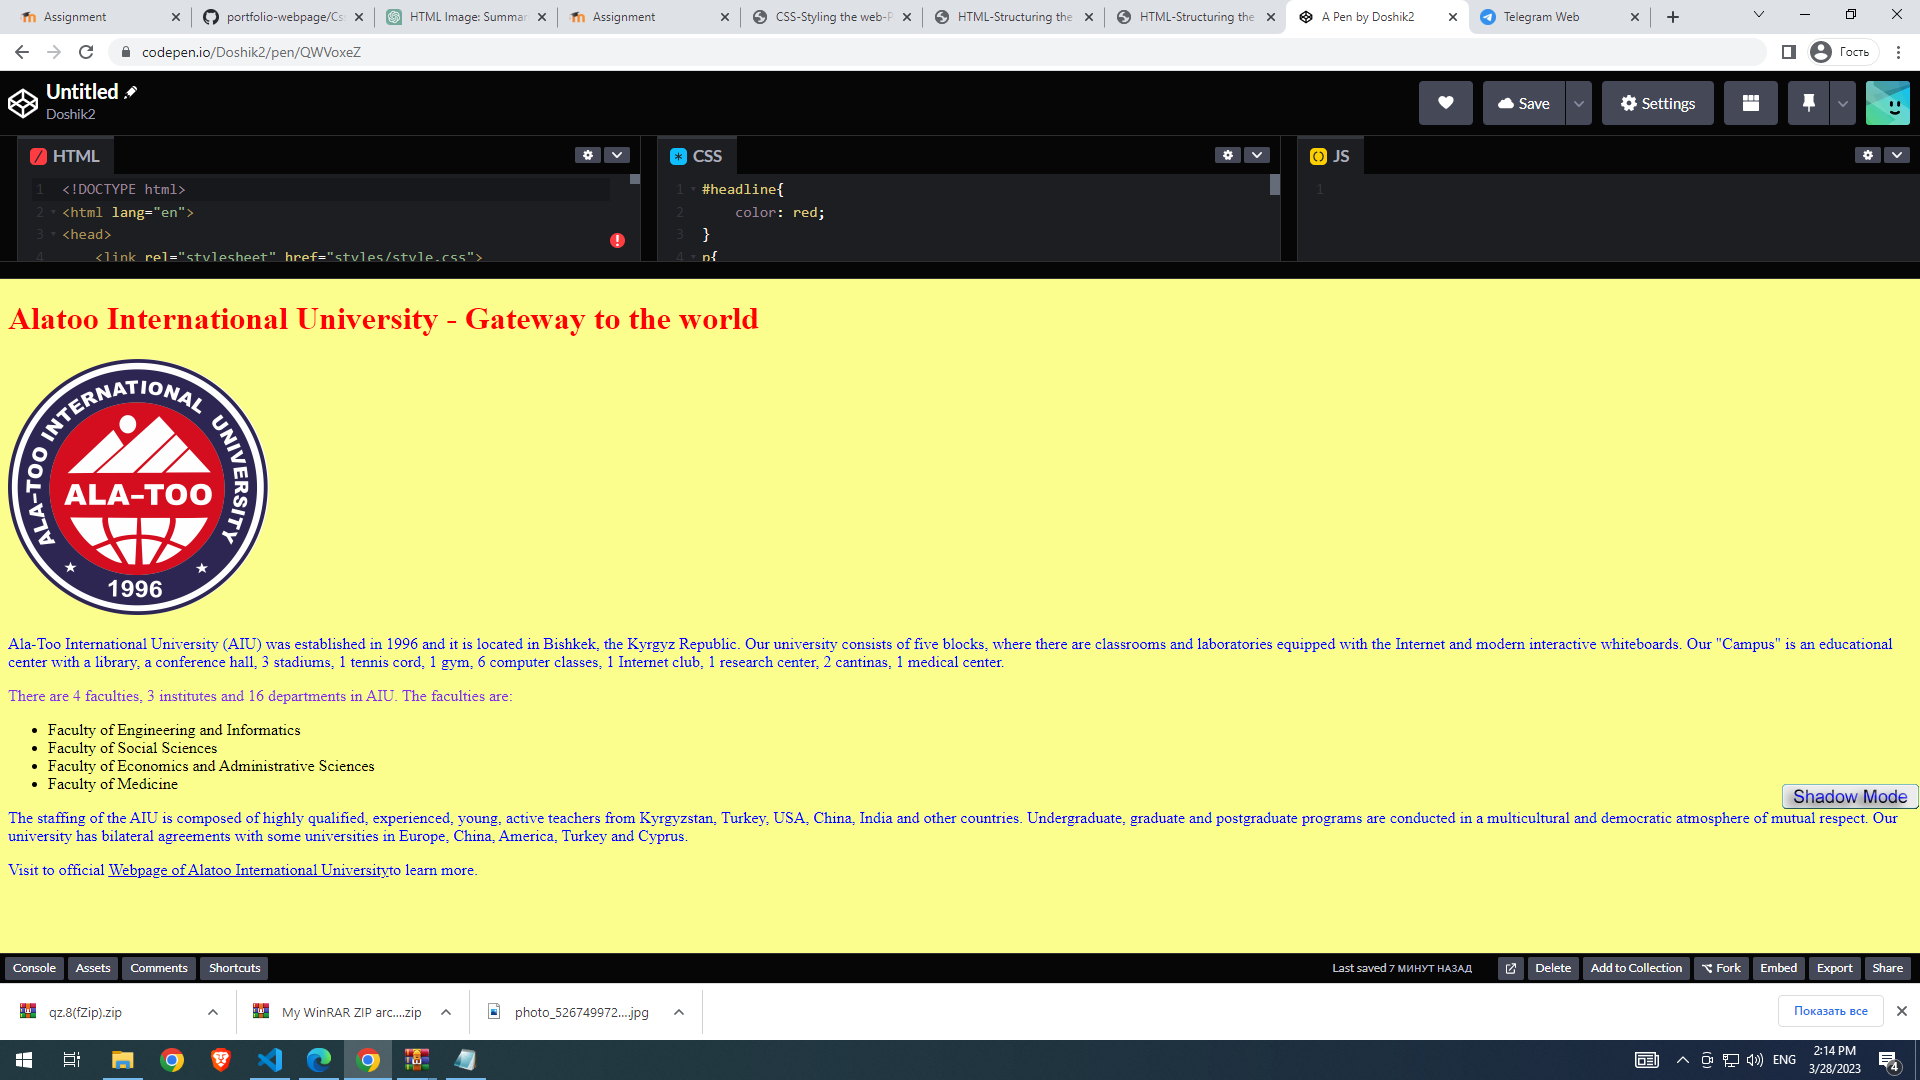 Assignment
portfolio-webpage/Cs
HTML Image: Summar
Assignment
CSS-Styling the web-P
HTML-Structuring the
HTML-Structuring the
A Pen by Doshik2
Telegram Web
codepen.io/Doshik2/pen/QWVoxeZ
Гость
Untitled
Doshik2
Save
Settings
HTML
CSS
JS
1 <!DOCTYPE html>
2 <html lang="en">
3 <head>
4 <link rel="stylesheet" href="styles/style.css">
1 #headline{
2 color: red;
3 }
4 p{
1
Alatoo International University - Gateway to the world
ALA-TOO INTERNATIONAL UNIVERSITY
ALA-TOO
1996
Ala-Too International University (AIU) was established in 1996 and it is located in Bishkek, the Kyrgyz Republic. Our university consists of five blocks, where there are classrooms and laboratories equipped with the Internet and modern interactive whiteboards. Our "Campus" is an educational
center with a library, a conference hall, 3 stadiums, 1 tennis cord, 1 gym, 6 computer classes, 1 Internet club, 1 research center, 2 cantinas, 1 medical center.
There are 4 faculties, 3 institutes and 16 departments in AIU. The faculties are:
• Faculty of Engineering and Informatics
• Faculty of Social Sciences
• Faculty of Economics and Administrative Sciences
• Faculty of Medicine
Shadow Mode
The staffing of the AIU is composed of highly qualified, experienced, young, active teachers from Kyrgyzstan, Turkey, USA, China, India and other countries. Undergraduate, graduate and postgraduate programs are conducted in a multicultural and democratic atmosphere of mutual respect. Our
university has bilateral agreements with some universities in Europe, China, America, Turkey and Cyprus.
Visit to official Webpage of Alatoo International Universityto learn more.
Console
Assets
Comments
Shortcuts
Last saved 7 МИНУТ НАЗАД
Delete
Add to Collection
Fork
Embed
Export
Share
qz.8(fZip).zip
My WinRAR ZIP arc....zip
photo_526749972....jpg
Показать все
ENG
2:14 PM
3/28/2023
4